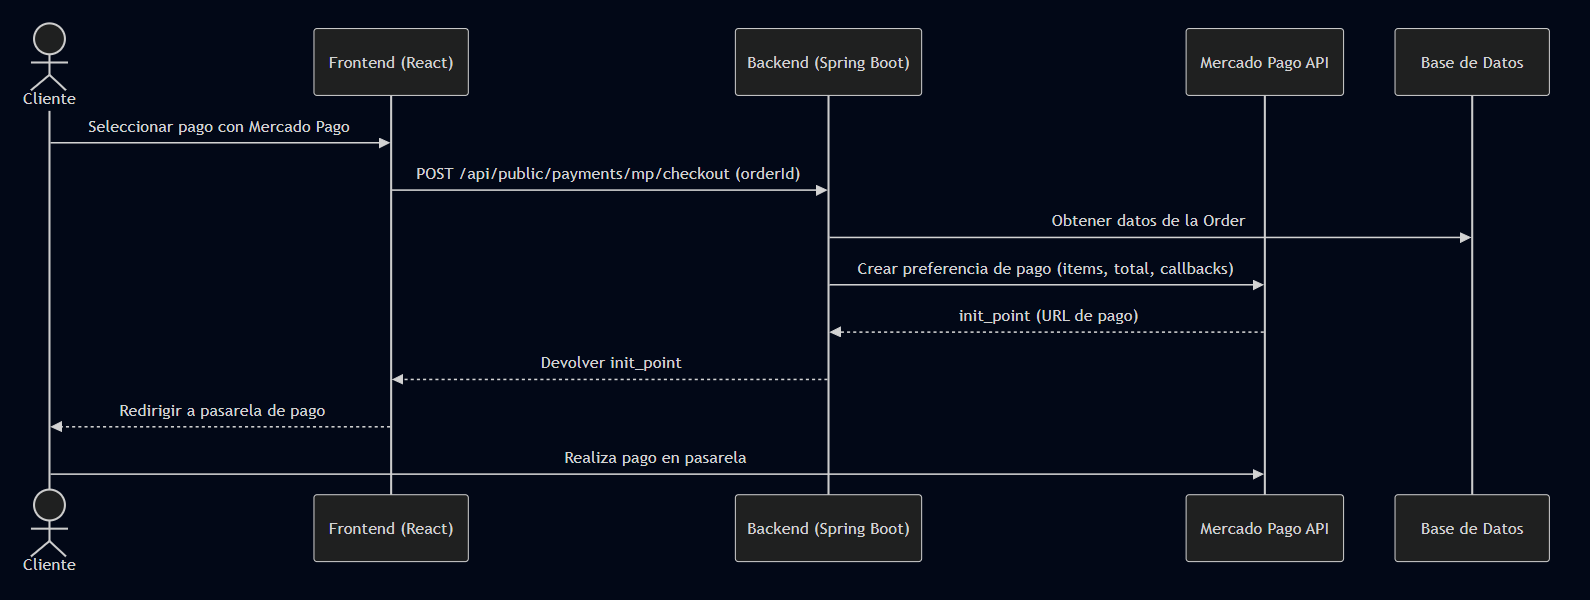 Cliente
Frontend (React)
Backend (Spring Boot)
Mercado Pago API
Base de Datos
Seleccionar pago con Mercado Pago
POST /api/public/payments/mp/checkout (orderId)
Obtener datos de la Order
Crear preferencia de pago (items, total, callbacks)
init_point (URL de pago)
Devolver init_point
Redirigir a pasarela de pago
Realiza pago en pasarela
Cliente
Frontend (React)
Backend (Spring Boot)
Mercado Pago API
Base de Datos